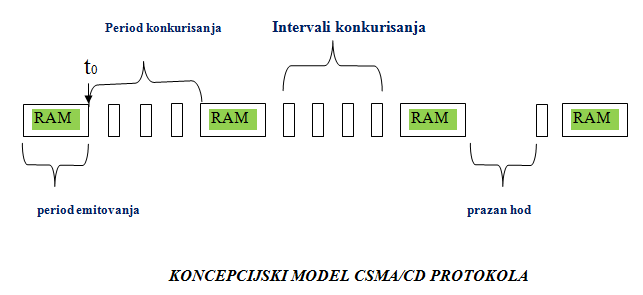 Period konkurisanja
Intervali konkurisanja
t0
RAM
RAM
RAM
RAM
period emitovanja
prazan hod
KONCEPCIJSKI MODEL CSMA/CD PROTOKOLA